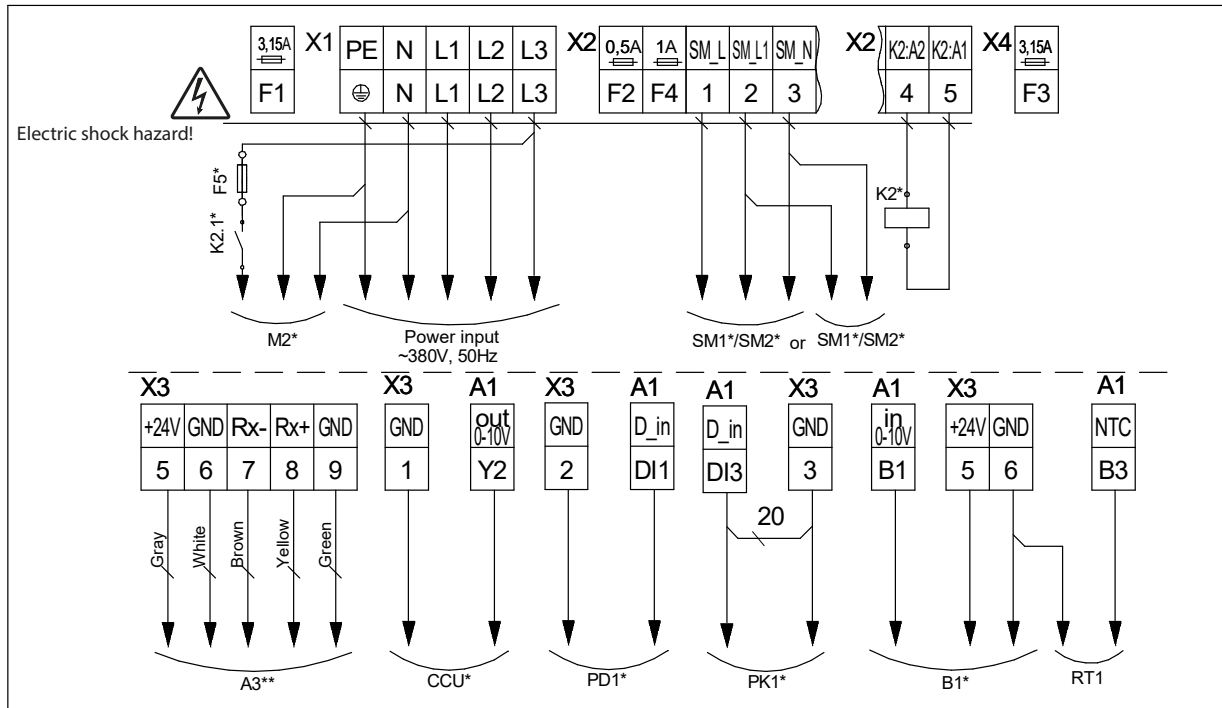 3,15A X1 PE N L1 L2 L3 X2 0,5A 1A SM_L SM_L1 SM_N X2 K2:A2 K2:A1 X4 3,15A
F1 N L1 L2 L3 F2 F4 1 2 3 4 5 F3
Electric shock hazard!
F5*
K2.1*
K2*
M2*
Power input
~380V, 50Hz
SM1*/SM2* or SM1*/SM2*
X3 X3 A1 X3 A1 A1 X3 A1 X3 A1
+24V GND Rx- Rx+ GND GND out 0-10V GND D_in D_in GND in 0-10V +24V GND NTC
5 6 7 8 9 1 Y2 2 DI1 DI3 3 B1 5 6 B3
20
Gray
White
Brown
Yellow
Green
A3** CCU* PD1* PK1* B1* RT1